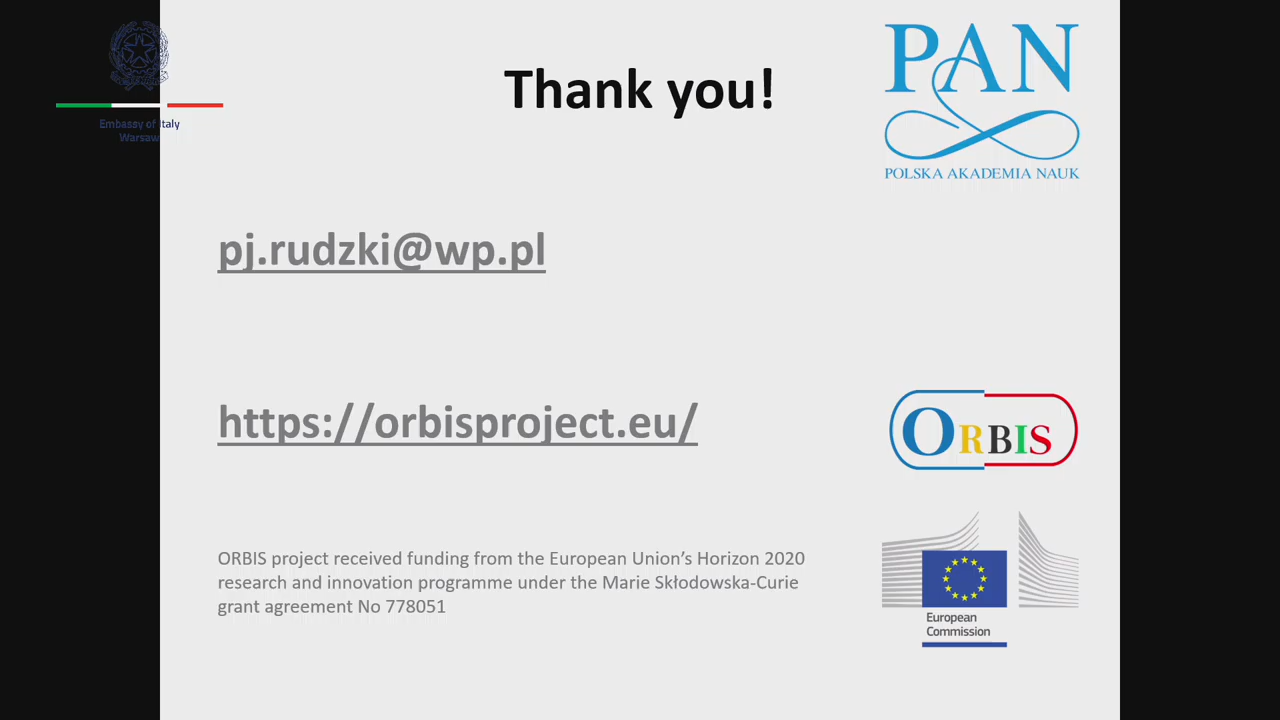 Embassy of Italy
Warsaw
Thank you!
PAN
POLSKA AKADEMIA NAUK
pj.rudzki@wp.pl
https://orbisproject.eu/
ORBIS
ORBIS project received funding from the European Union’s Horizon 2020
research and innovation programme under the Marie Skłodowska-Curie
grant agreement No 778051
European
Commission